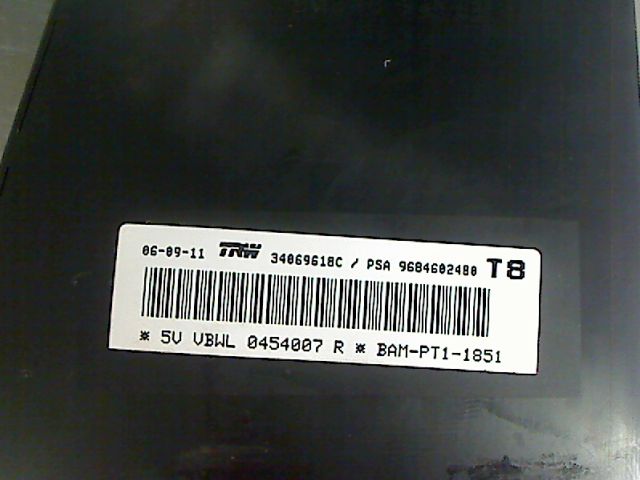 06-09-11 TRW 34069618C / PSA 9684602480 T8
* 5V VBWL 0454007 R * BAM-PT1-1851